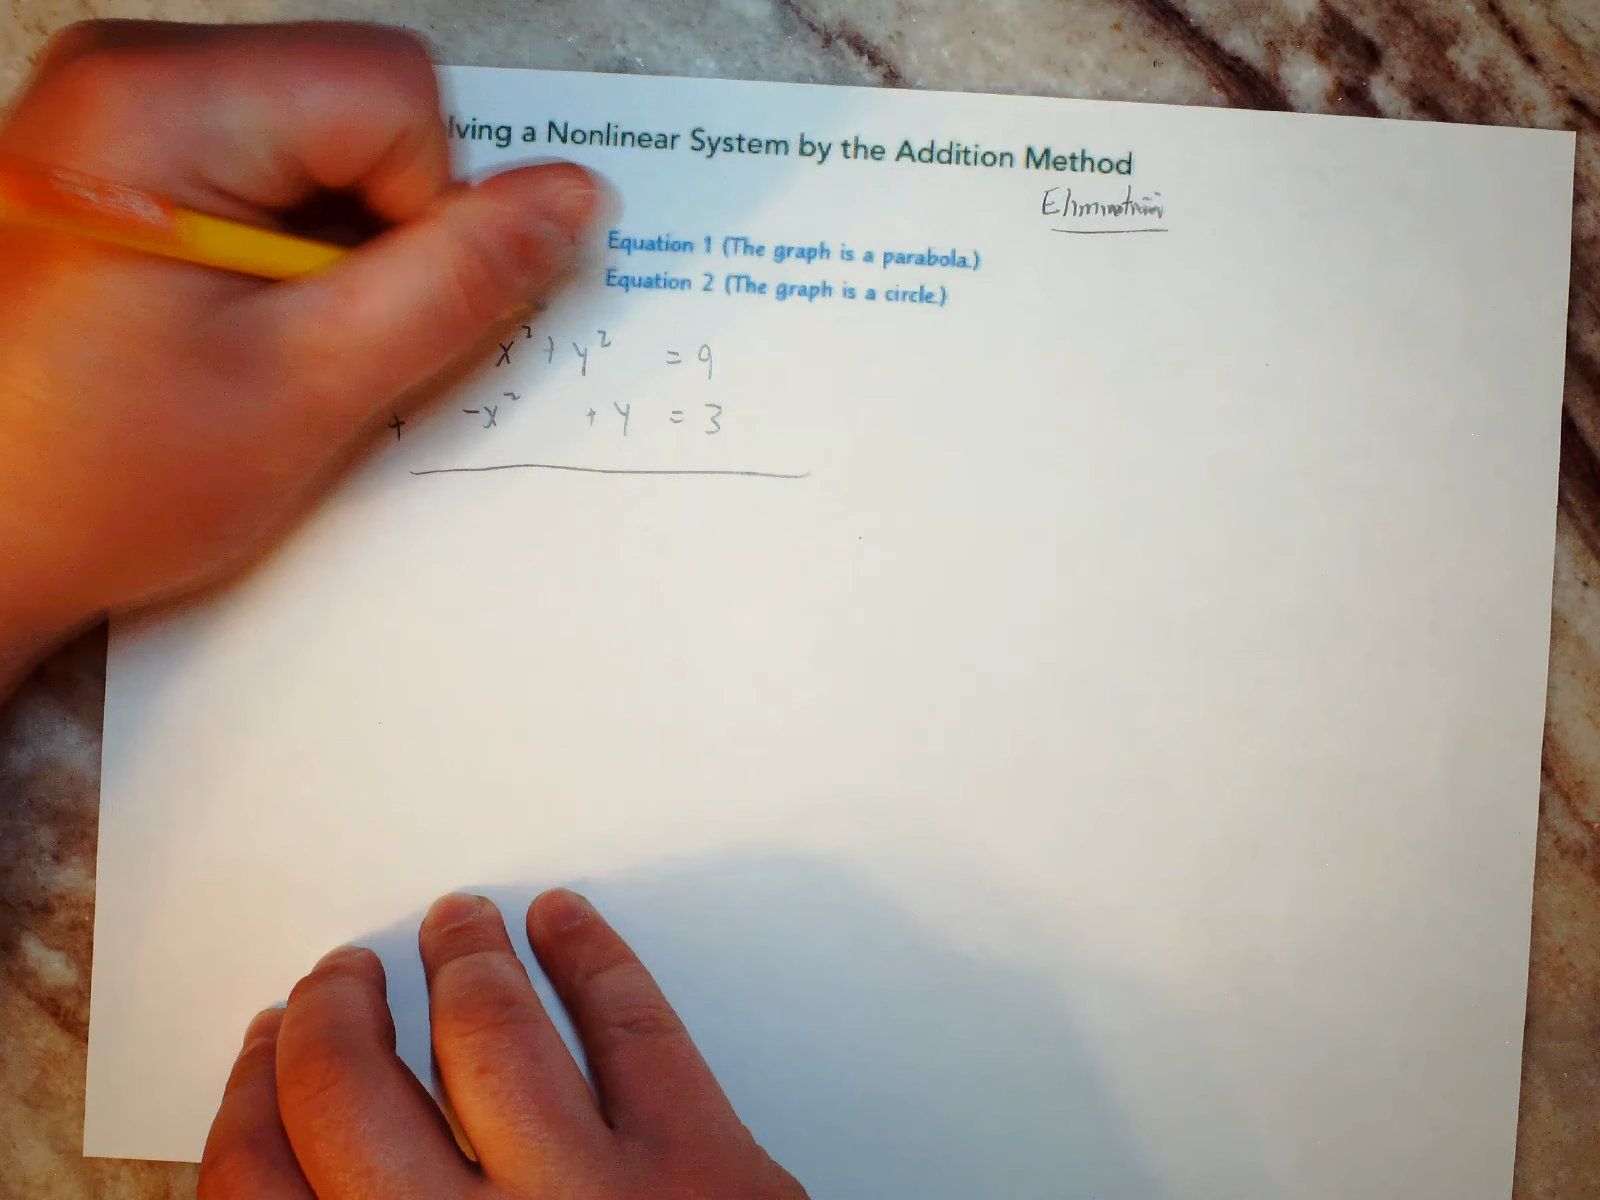 lving a Nonlinear System by the Addition Method
Elimination
Equation 1 (The graph is a parabola.)
Equation 2 (The graph is a circle.)
x² + y² = 9
+ -x² + y = 3